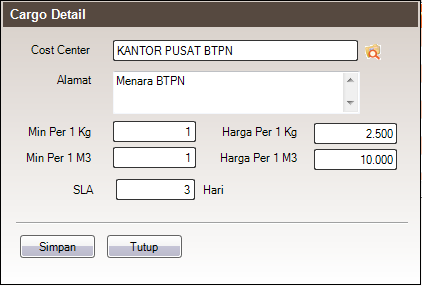 Cargo Detail
Cost Center KANTOR PUSAT BTPN
Alamat Menara BTPN
Min Per 1 Kg 1 Harga Per 1 Kg 2.500
Min Per 1 M3 1 Harga Per 1 M3 10.000
SLA 3 Hari
Simpan Tutup